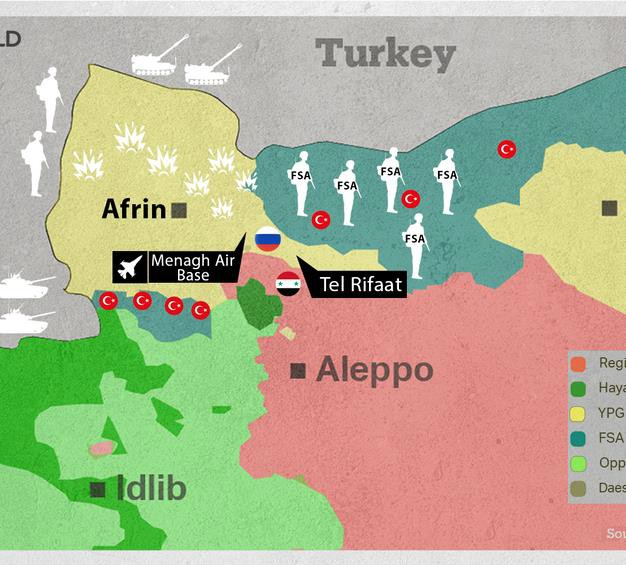 LD
Turkey
FSA
FSA
FSA
FSA
FSA
Afrin
Menagh Air
Base
Tel Rifaat
Aleppo
Idlib
Regi
Haya
YPG
FSA
Opp
Daes
Sou